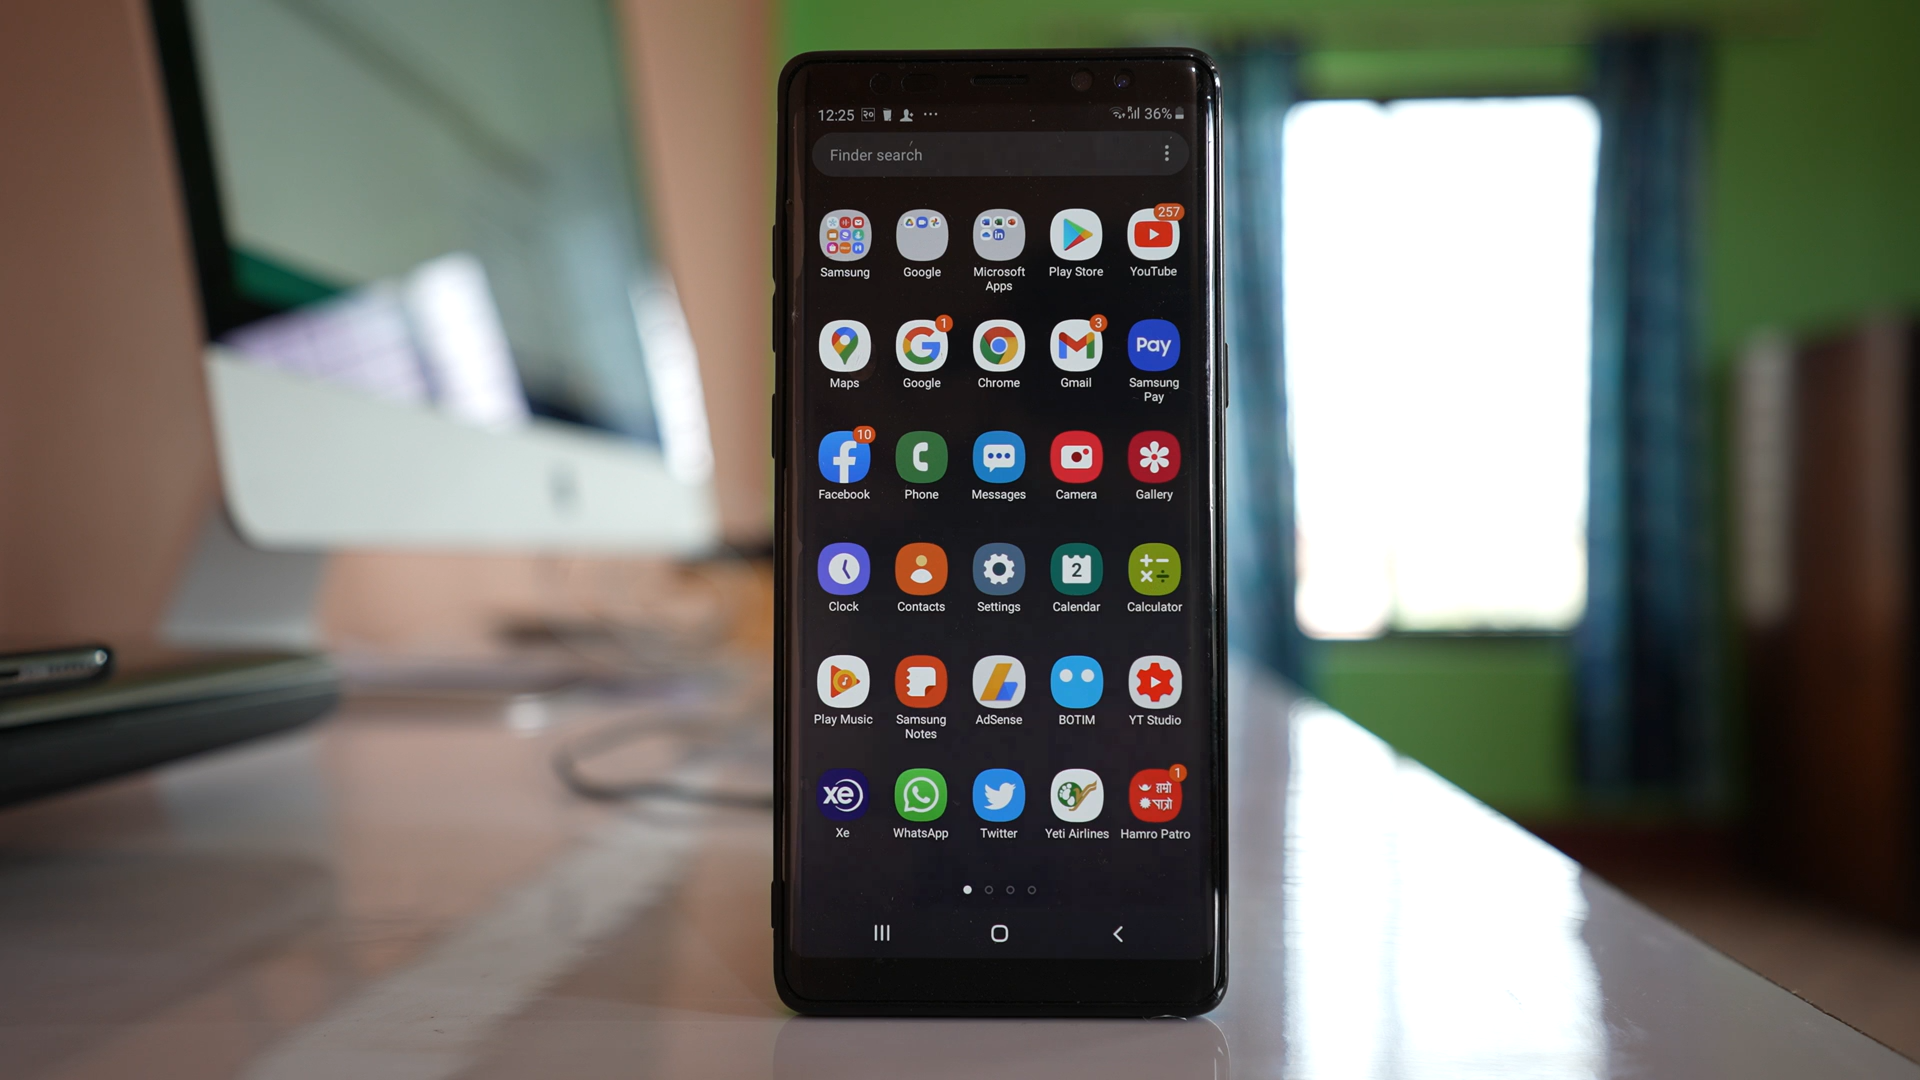 12:25 २० 36%
Finder search
257
Samsung Google Microsoft Apps Play Store YouTube
1 3
Pay
Maps Google Chrome Gmail Samsung Pay
10
Facebook Phone Messages Camera Gallery
2
Clock Contacts Settings Calendar Calculator
Play Music Samsung Notes AdSense BOTIM YT Studio
1
xe हाम्रो पात्रो
Xe WhatsApp Twitter Yeti Airlines Hamro Patro